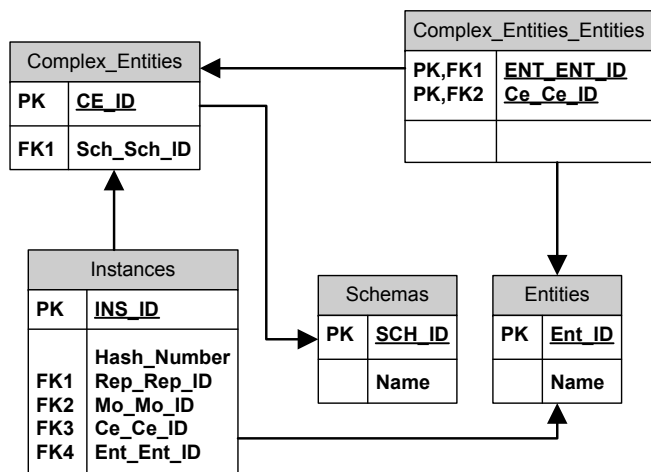 Complex_Entities
PK CE_ID
FK1 Sch_Sch_ID
Complex_Entities_Entities
PK,FK1 ENT_ENT_ID
PK,FK2 Ce_Ce_ID
Instances
PK INS_ID
Hash_Number
FK1 Rep_Rep_ID
FK2 Mo_Mo_ID
FK3 Ce_Ce_ID
FK4 Ent_Ent_ID
Schemas
PK SCH_ID
Name
Entities
PK Ent_ID
Name